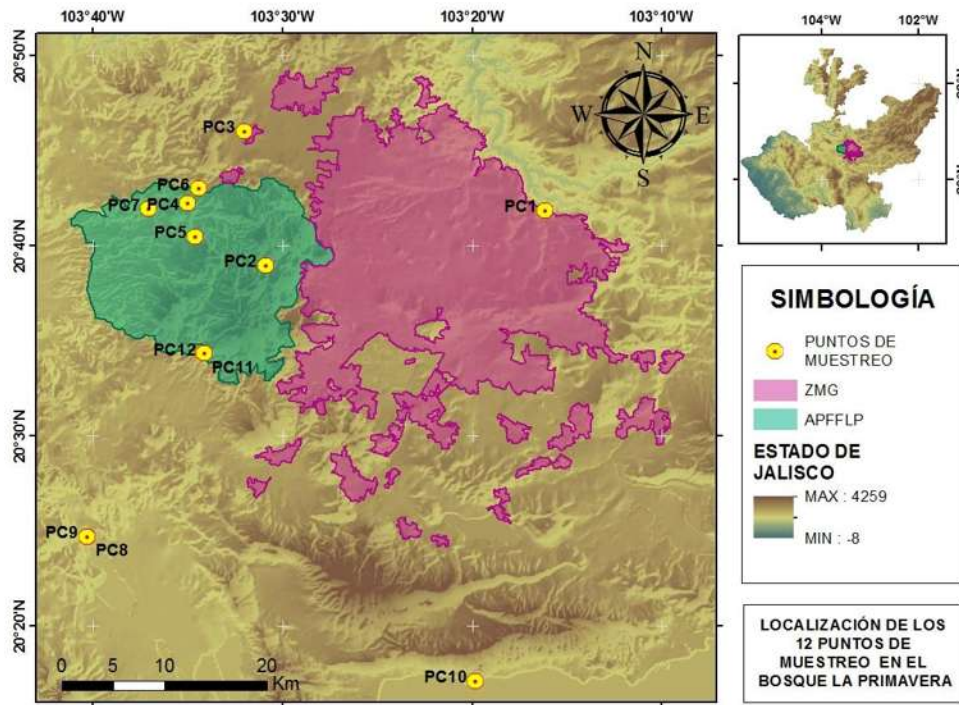 103°40'W 103°30'W 103°20'W 103°10'W
20°50'N
20°40'N
20°30'N
20°20'N
N
W E
S
PC3
PC6
PC7 PC4
PC1
PC5
PC2
PC12
PC11
PC9
PC8
PC10
0 5 10 20
Km
104°W 102°W
SIMBOLOGÍA
PUNTOS DE
MUESTREO
ZMG
APFFLP
ESTADO DE
JALISCO
MAX : 4259
MIN : -8
LOCALIZACIÓN DE LOS
12 PUNTOS DE
MUESTREO EN EL
BOSQUE LA PRIMAVERA